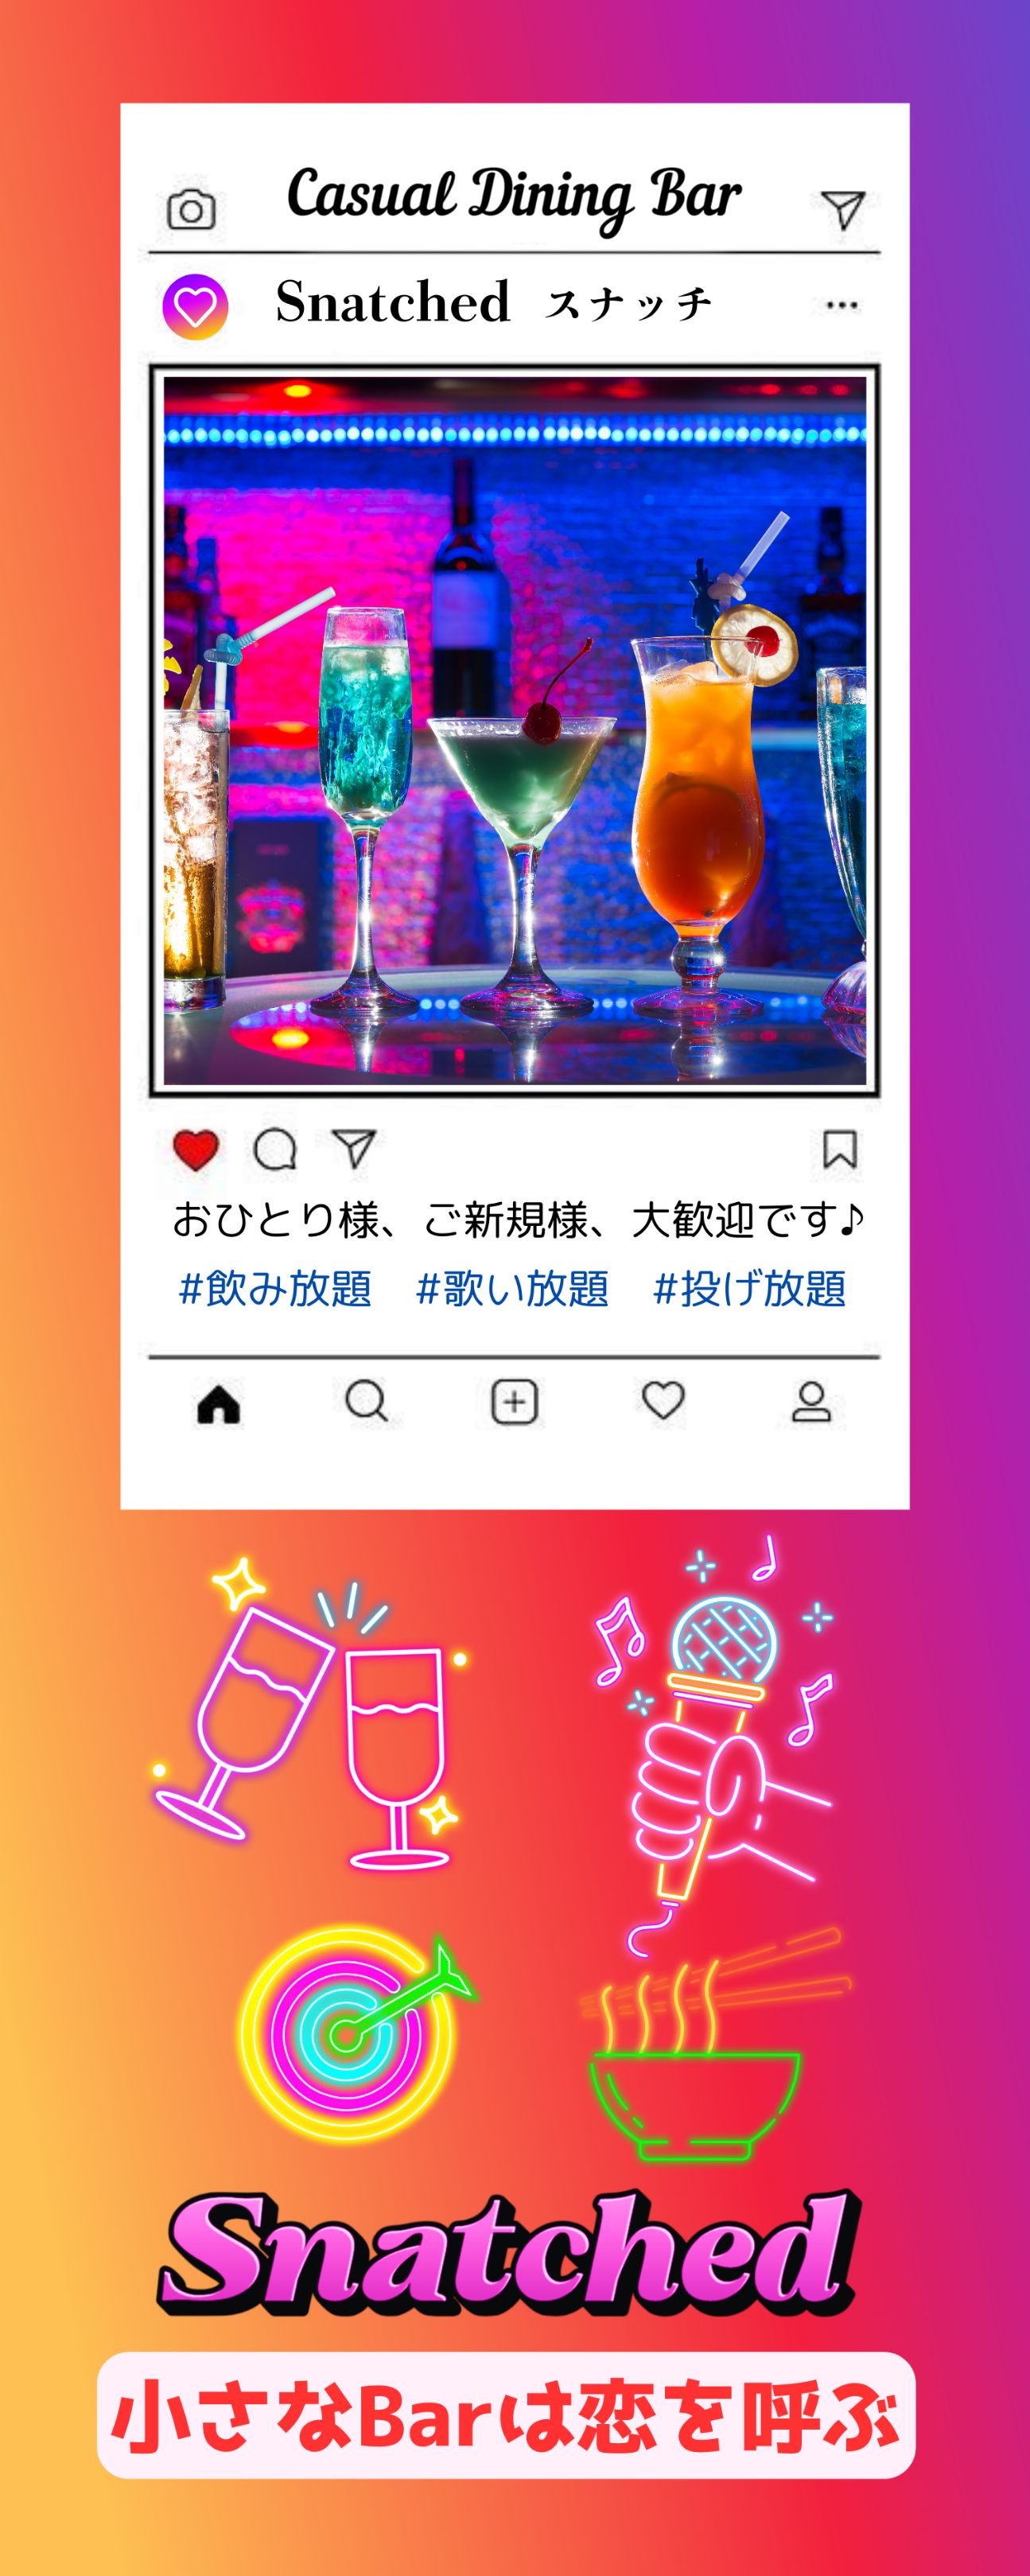 Casual Dining Bar
Snatched スナッチ
おひとり様、ご新規様、大歓迎です♪
#飲み放題 #歌い放題 #投げ放題
Snatched
小さなBarは恋を呼ぶ